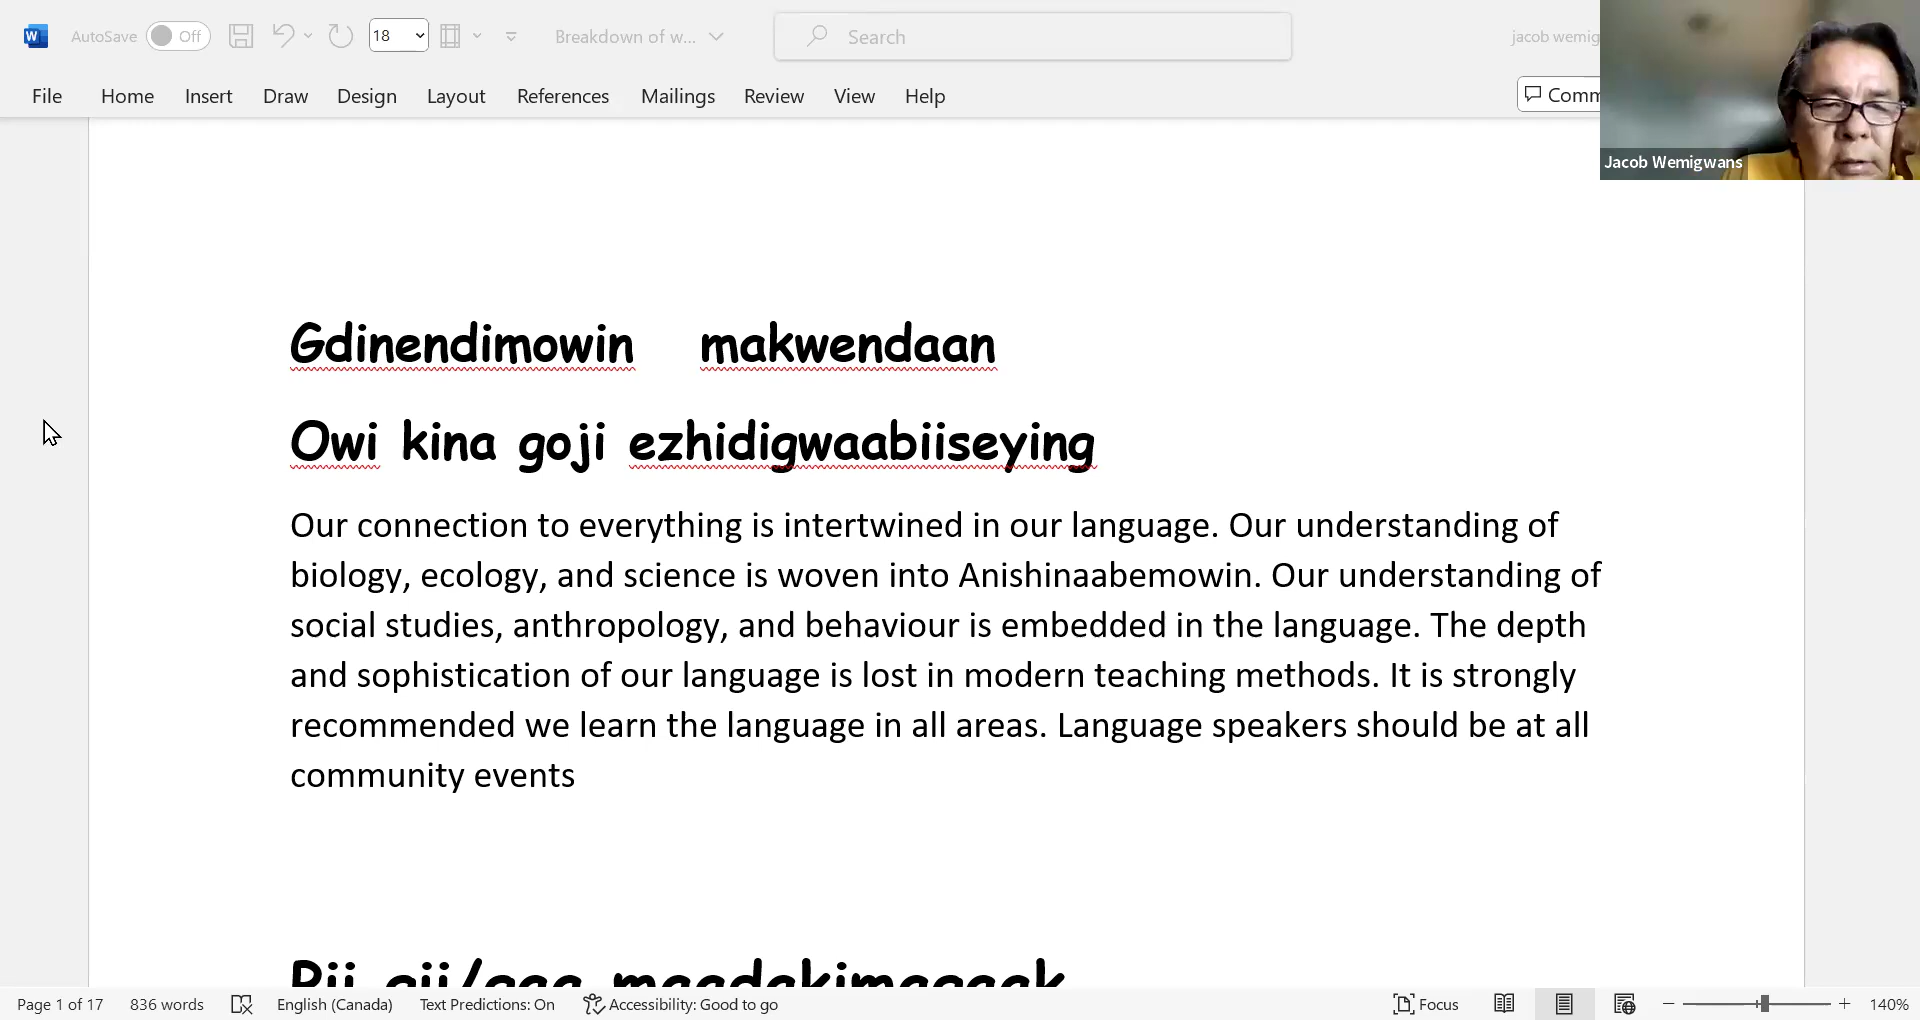 AutoSave Off 18 Breakdown of w... Search jacob wemig
File Home Insert Draw Design Layout References Mailings Review View Help Comm
Jacob Wemigwans
Gdinendimowin makwendaan
Owi kina goji ezhidigwaabiiseying
Our connection to everything is intertwined in our language. Our understanding of
biology, ecology, and science is woven into Anishinaabemowin. Our understanding of
social studies, anthropology, and behaviour is embedded in the language. The depth
and sophistication of our language is lost in modern teaching methods. It is strongly
recommended we learn the language in all areas. Language speakers should be at all
community events
Page 1 of 17 836 words English (Canada) Text Predictions: On Accessibility: Good to go Focus 140%